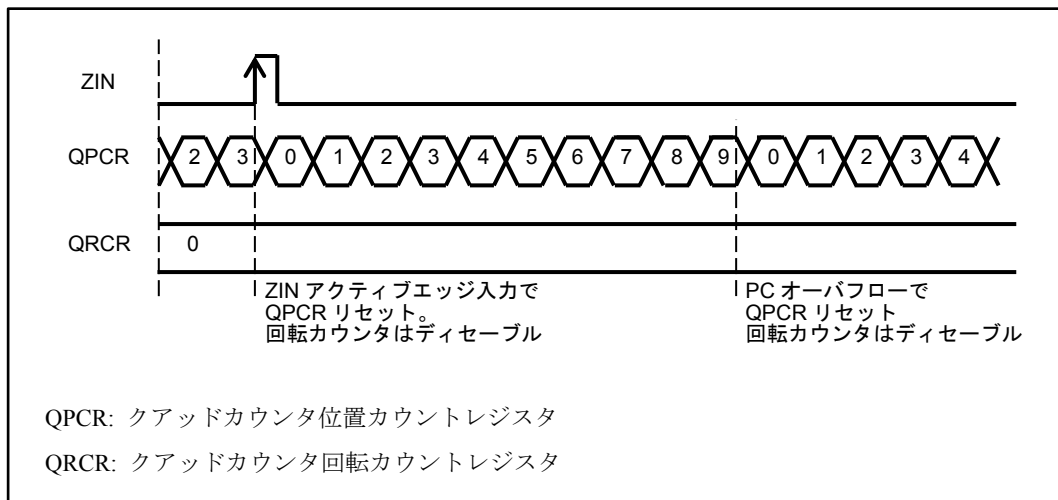 ZIN
QPCR 2 3 0 1 2 3 4 5 6 7 8 9 0 1 2 3 4
QRCR 0
ZIN アクティブエッジ入力で
QPCR リセット。
回転カウンタはディセーブル
PC オーバフローで
QPCR リセット
回転カウンタはディセーブル
QPCR: クアッドカウンタ位置カウントレジスタ
QRCR: クアッドカウンタ回転カウントレジスタ